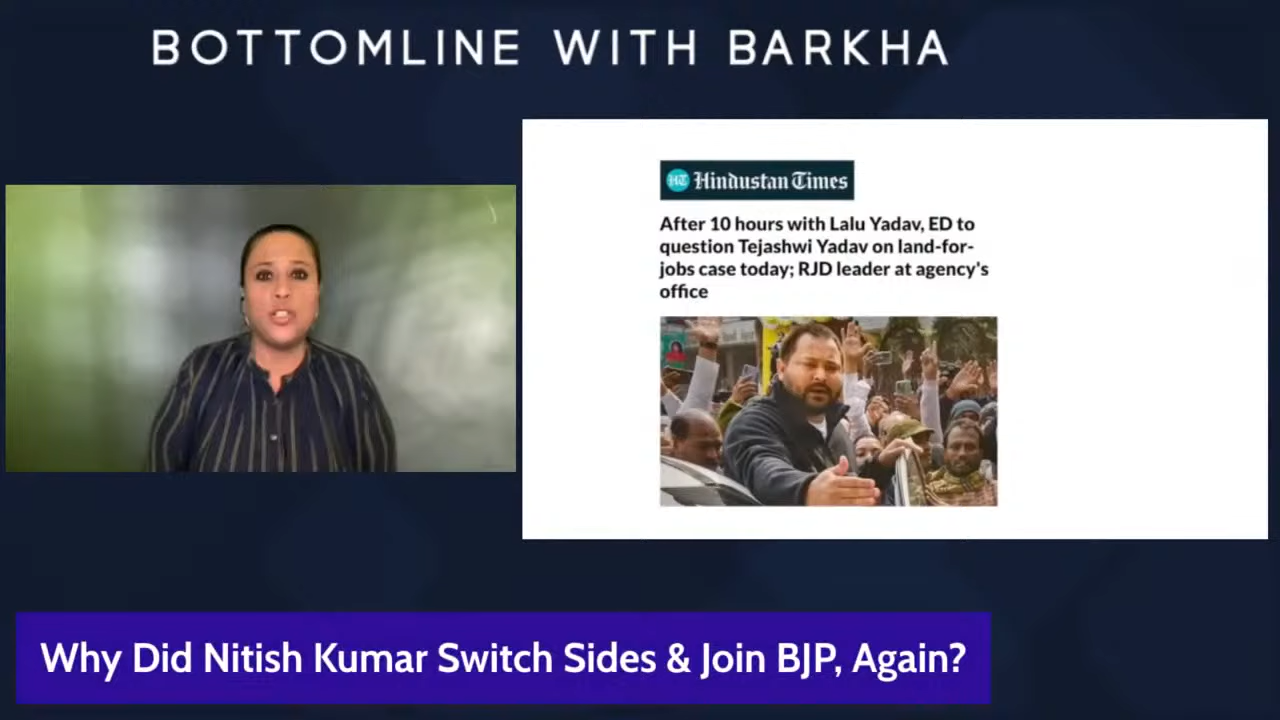 BOTTOMLINE WITH BARKHA
HT Hindustan Times
After 10 hours with Lalu Yadav, ED to
question Tejashwi Yadav on land-for-
jobs case today; RJD leader at agency's
office
Why Did Nitish Kumar Switch Sides & Join BJP, Again?